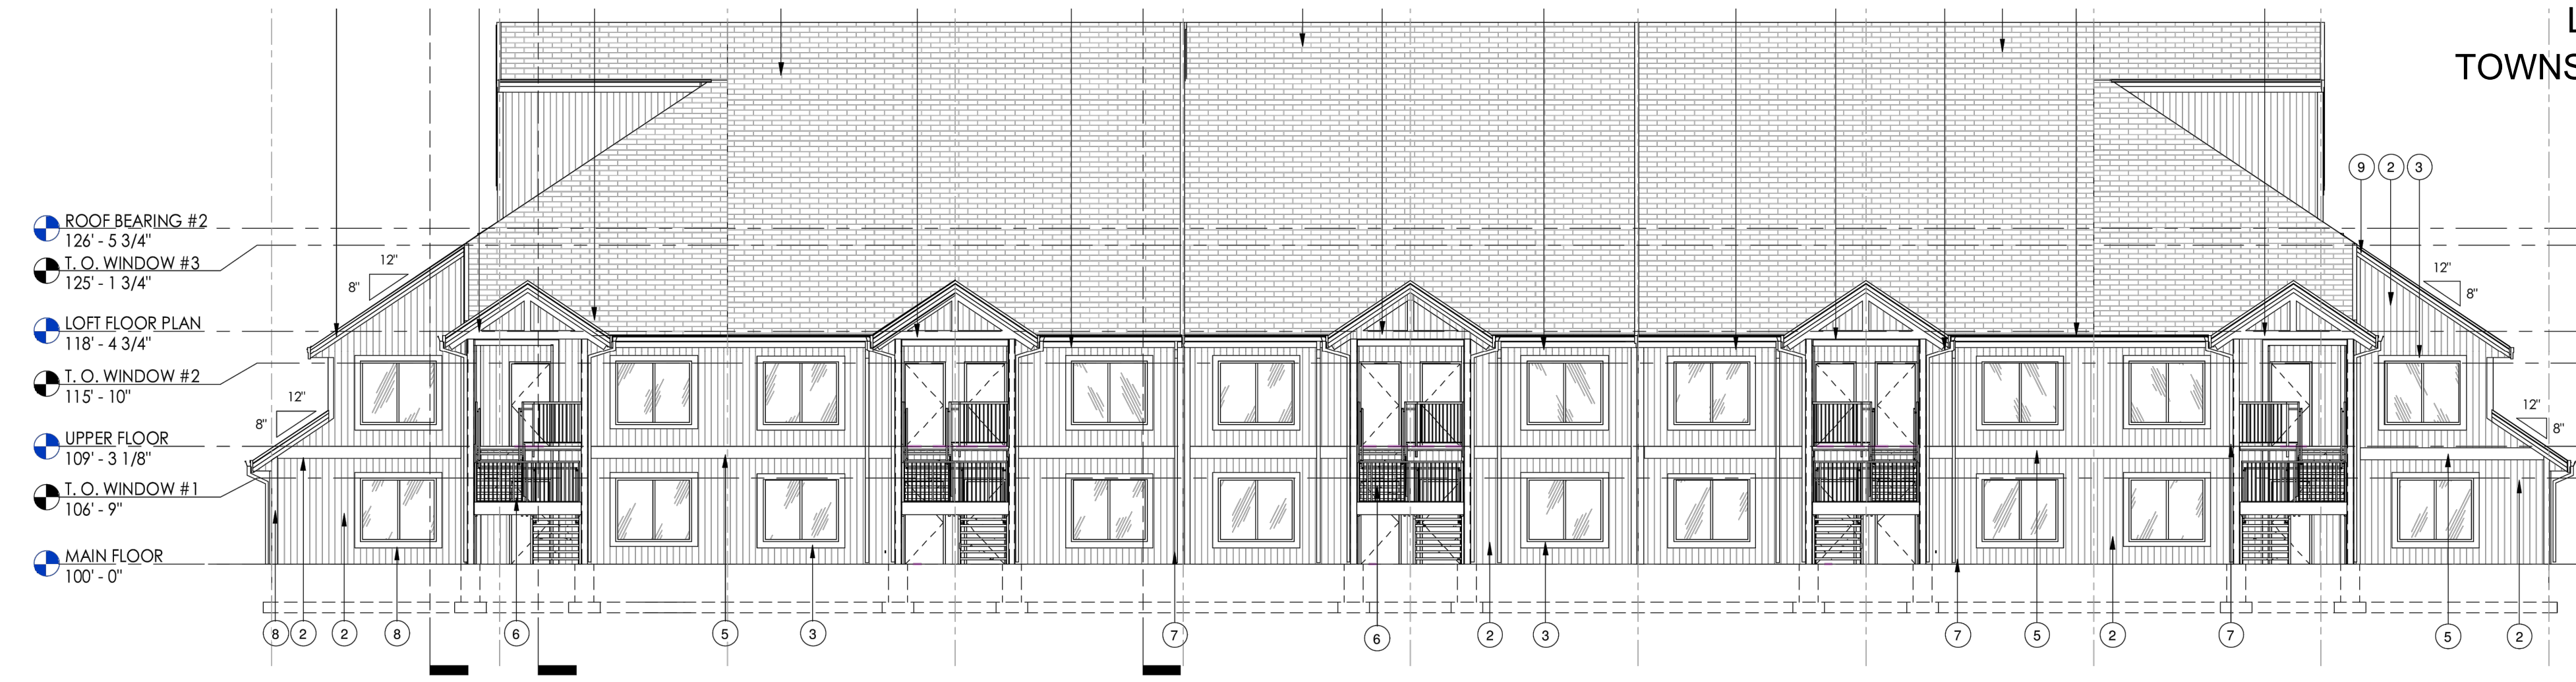 L
TOWNS
9 2 3
ROOF BEARING #2
126' - 5 3/4"
T. O. WINDOW #3
125' - 1 3/4"
12"
8"
12"
8"
LOFT FLOOR PLAN
118' - 4 3/4"
T. O. WINDOW #2
115' - 10"
12"
8"
12"
8"
UPPER FLOOR
109' - 3 1/8"
T. O. WINDOW #1
106' - 9"
MAIN FLOOR
100' - 0"
8 2 2 8 6 5 3 7 6 2 3 7 5 2 7 5 2